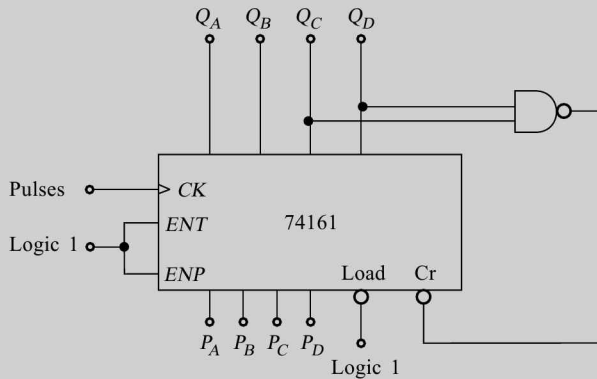 Q_A Q_B Q_C Q_D
Pulses CK
ENT
Logic 1 74161
ENP Load Cr
P_A P_B P_C P_D
Logic 1